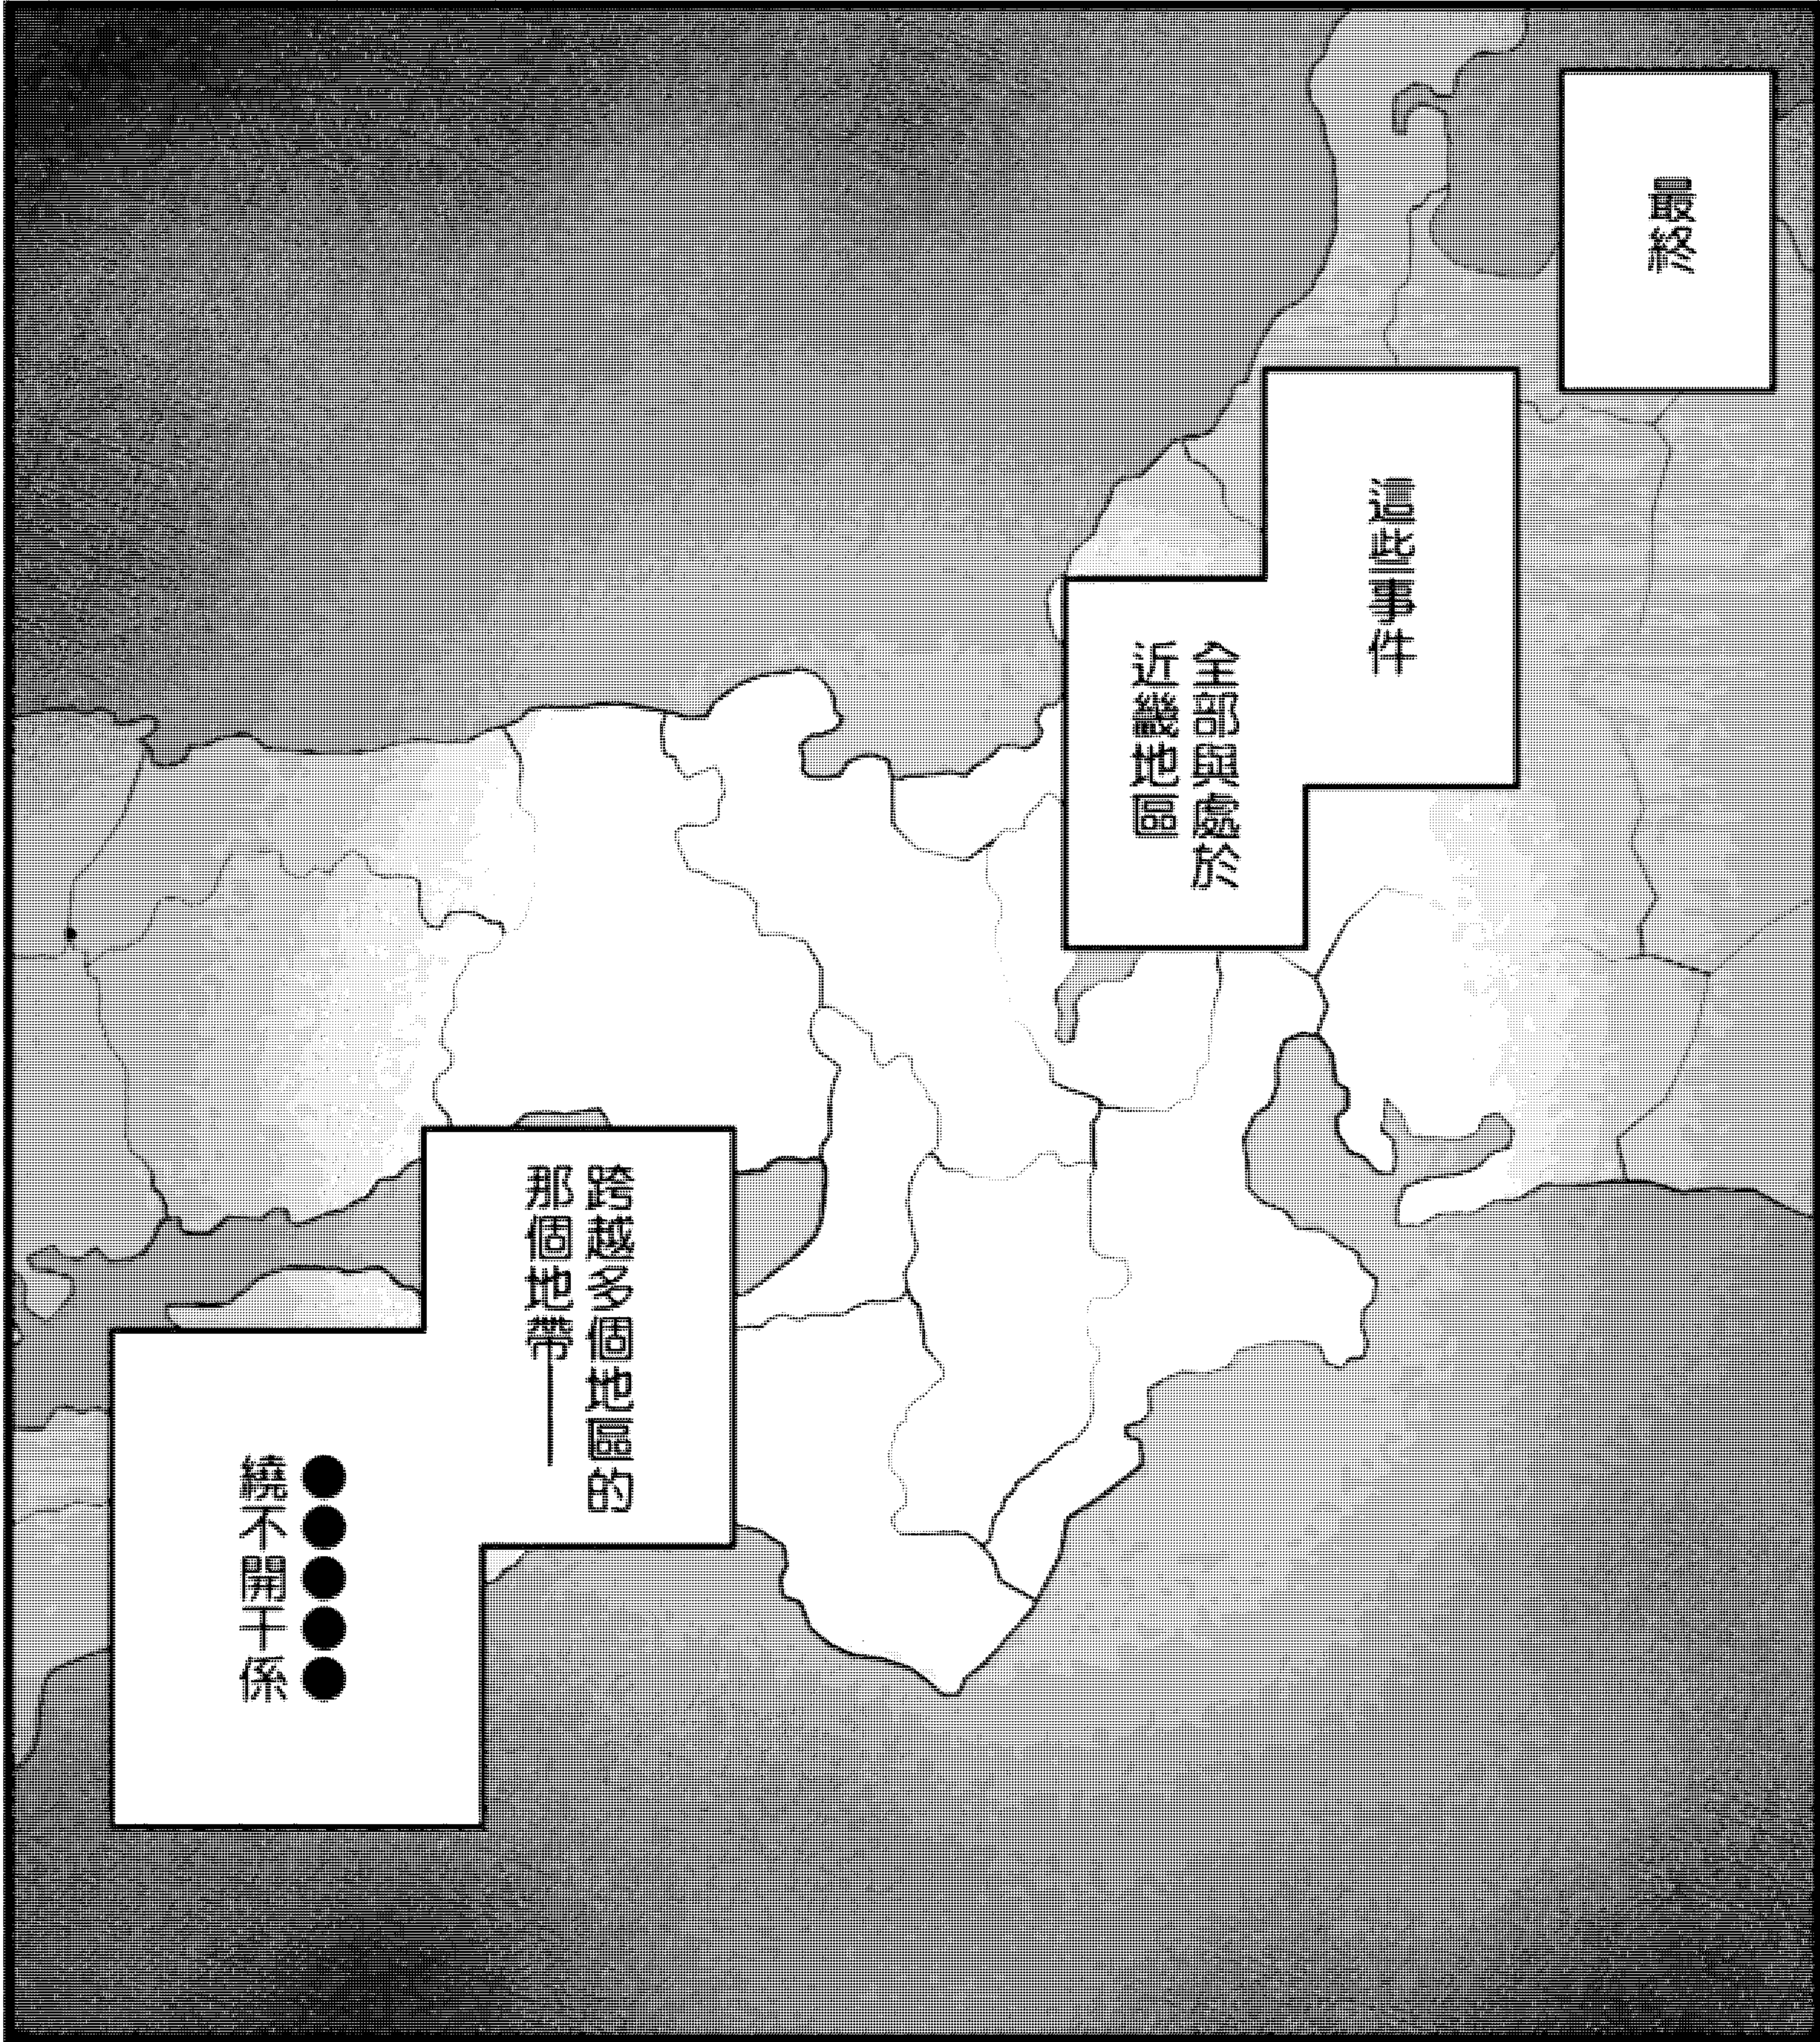 最終
這些事件
全部與處於
近畿地區
跨越多個地區的
那個地帶——
●●●●●
繞不開干係